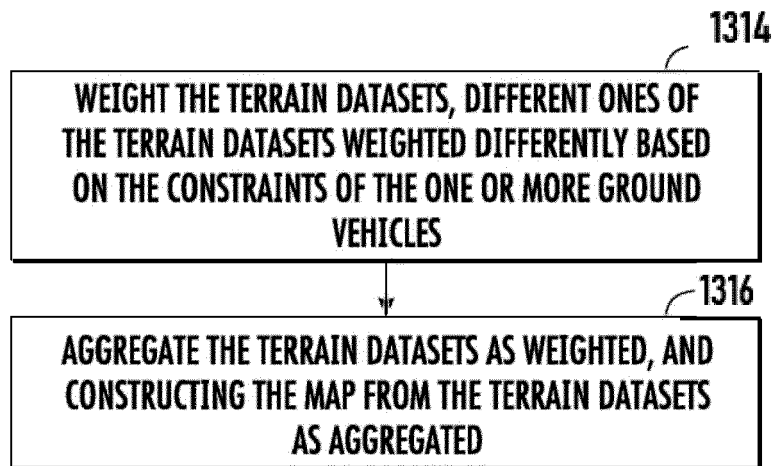 1314
WEIGHT THE TERRAIN DATASETS, DIFFERENT ONES OF
THE TERRAIN DATASETS WEIGHTED DIFFERENTLY BASED
ON THE CONSTRAINTS OF THE ONE OR MORE GROUND
VEHICLES
1316
AGGREGATE THE TERRAIN DATASETS AS WEIGHTED, AND
CONSTRUCTING THE MAP FROM THE TERRAIN DATASETS
AS AGGREGATED